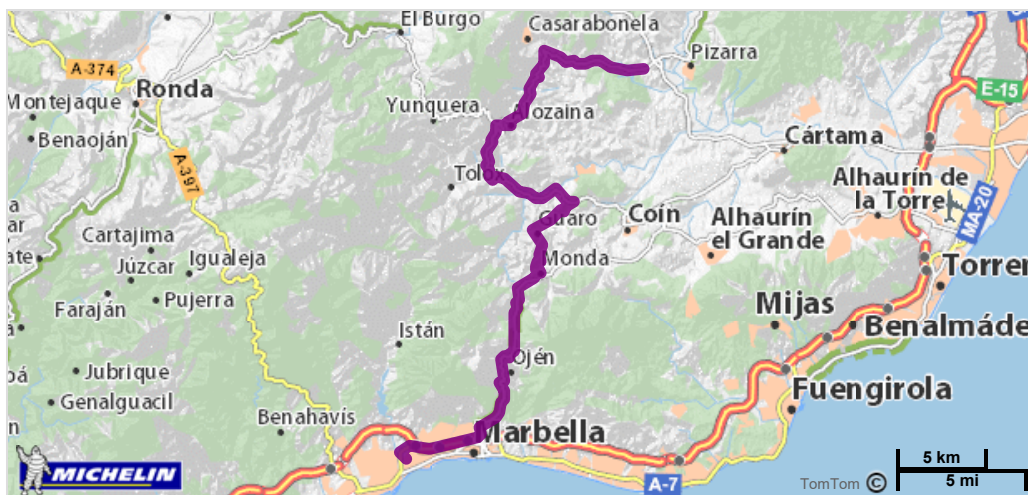 El Burgo
Casarabonela
Pizarra
A-374
Ronda
E-15
Montejaque
Yunquera
Alozaina
Benaoján
Cártama
A-397
Tolox
Alhaurín de
la Torre
MA-20
Guaro
Coín
Alhaurín
el Grande
Cartajima
Igualeja
Monda
Torrem
Júzcar
Faraján
Pujerra
Mijas
Istán
Benalmáde
Ojén
Jubrique
Genalguacil
Fuengirola
Benahavís
Marbella
MICHELIN
A-7
TomTom ©
5 km
5 mi